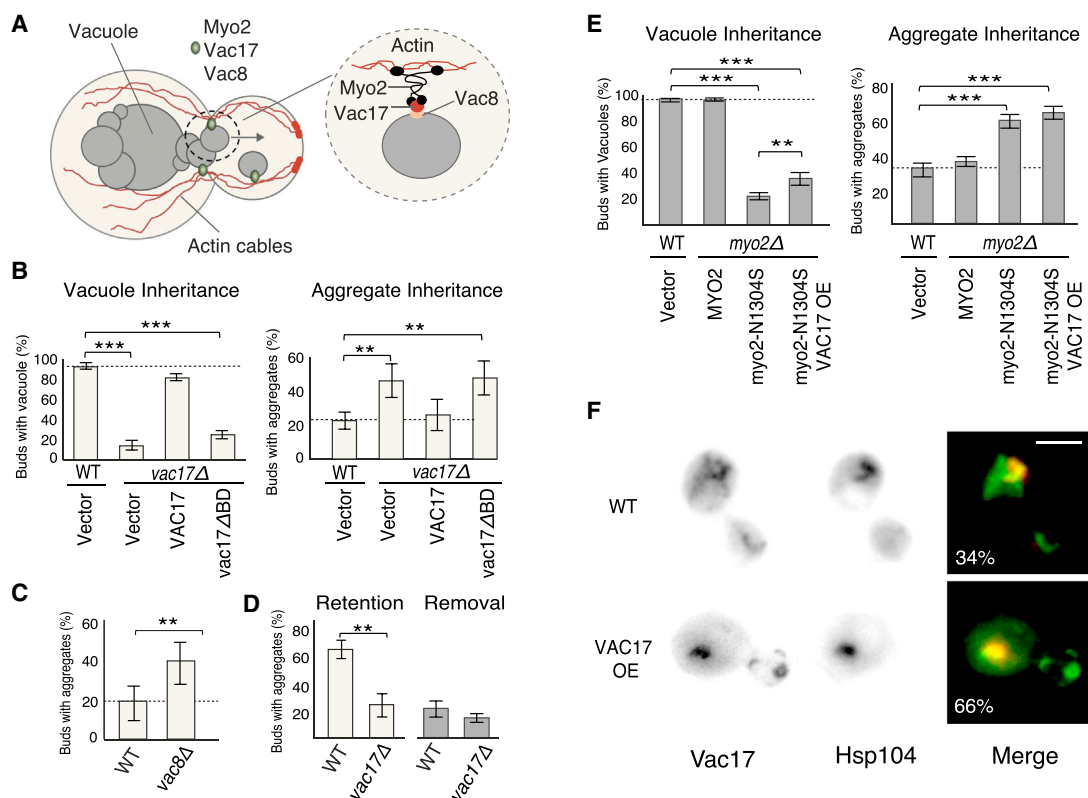 A
Vacuole
Myo2
Vac17
Vac8
Actin
Myo2
Vac17
Vac8
Actin cables
B
Vacuole Inheritance
Buds with vacuole (%)
100
80
60
40
20
0
***
***
WT
vac17Δ
Vector
Vector
VAC17
vac17ΔBD
Aggregate Inheritance
Buds with aggregates (%)
60
40
20
0
**
**
WT
vac17Δ
Vector
Vector
VAC17
vac17ΔBD
C
Buds with aggregates (%)
60
40
20
0
**
WT
vac8Δ
D
Retention
Removal
Buds with aggregates (%)
80
60
40
20
**
WT
vac17Δ
WT
vac17Δ
E
Vacuole Inheritance
Buds with Vacuoles (%)
100
80
60
40
20
***
***
**
WT
myo2Δ
Vector
MYO2
myo2-N1304S
myo2-N1304S
VAC17 OE
Aggregate Inheritance
Buds with aggregates (%)
80
60
40
20
***
***
WT
myo2Δ
Vector
MYO2
myo2-N1304S
myo2-N1304S
VAC17 OE
F
WT
34%
VAC17
OE
66%
Vac17
Hsp104
Merge